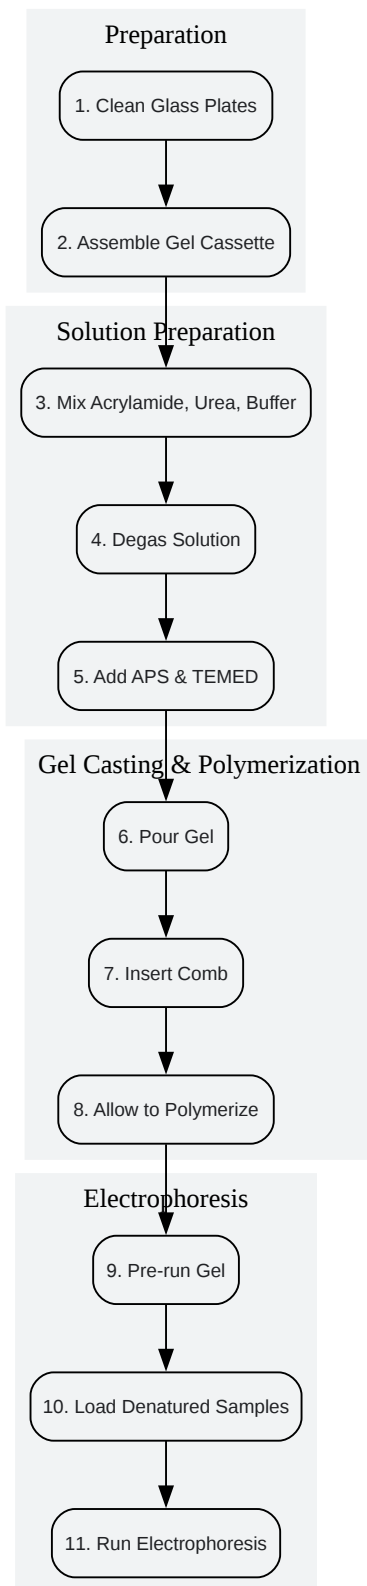 Preparation
1. Clean Glass Plates
2. Assemble Gel Cassette
Solution Preparation
3. Mix Acrylamide, Urea, Buffer
4. Degas Solution
5. Add APS & TEMED
Gel Casting & Polymerization
6. Pour Gel
7. Insert Comb
8. Allow to Polymerize
Electrophoresis
9. Pre-run Gel
10. Load Denatured Samples
11. Run Electrophoresis